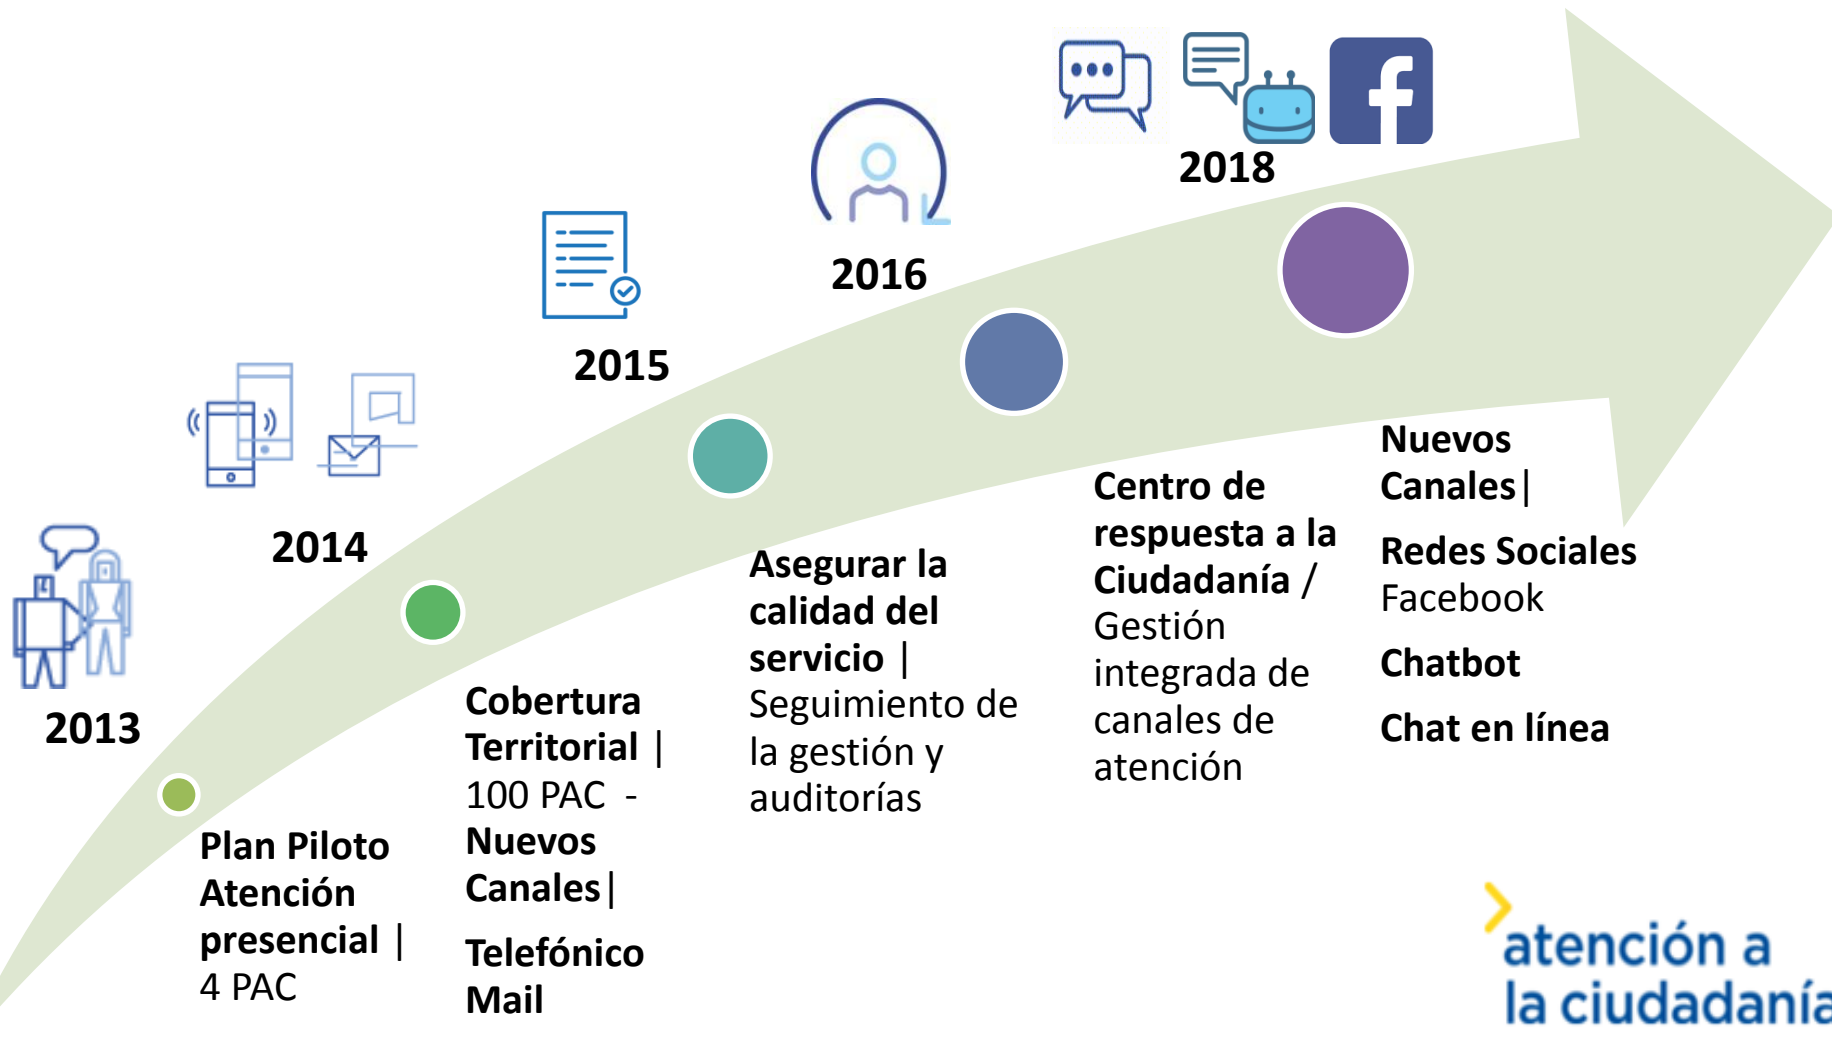 2013
Plan Piloto
Atención
presencial |
4 PAC
2014
Cobertura
Territorial |
100 PAC -
Nuevos
Canales|
Telefónico
Mail
2015
Asegurar la
calidad del
servicio |
Seguimiento de
la gestión y
auditorías
2016
Centro de
respuesta a la
Ciudadanía /
Gestión
integrada de
canales de
atención
2018
Nuevos
Canales|
Redes Sociales
Facebook
Chatbot
Chat en línea
atención a
la ciudadanía